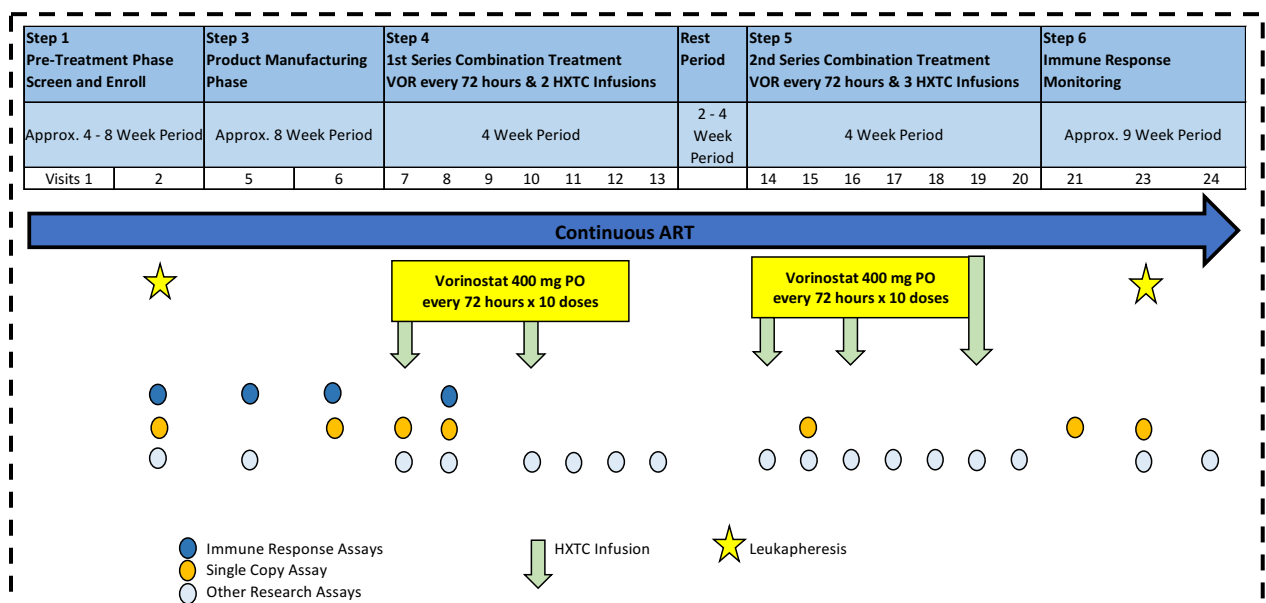 Step 1
Pre-Treatment Phase
Screen and Enroll
Step 3
Product Manufacturing
Phase
Step 4
1st Series Combination Treatment
VOR every 72 hours & 2 HXTC Infusions
Rest
Period
Step 5
2nd Series Combination Treatment
VOR every 72 hours & 3 HXTC Infusions
Step 6
Immune Response
Monitoring
Approx. 4 - 8 Week Period
Approx. 8 Week Period
4 Week Period
2 - 4
Week
Period
4 Week Period
Approx. 9 Week Period
Visits 1 2 5 6 7 8 9 10 11 12 13 14 15 16 17 18 19 20 21 23 24
Continuous ART
Vorinostat 400 mg PO
every 72 hours x 10 doses
Vorinostat 400 mg PO
every 72 hours x 10 doses
Immune Response Assays
Single Copy Assay
Other Research Assays
HXTC Infusion
Leukapheresis